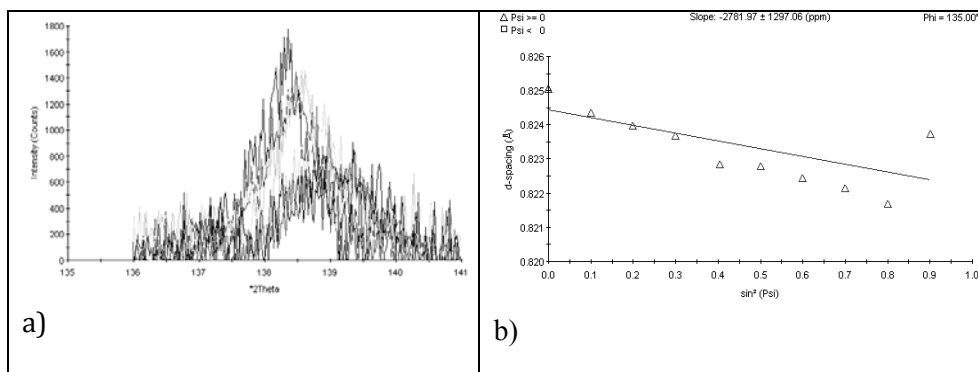 1800
1600
1400
1200
1000
800
600
400
200
0
Intensity (Counts)
135 136 137 138 139 140 141
°2Theta
a)
△ Psi >= 0
□ Psi < 0
Slope: -2781.97 ± 1297.06 (ppm)
Phi = 135.00°
0.826
0.825
0.824
0.823
0.822
0.821
0.820
d-spacing (Å)
0.0 0.1 0.2 0.3 0.4 0.5 0.6 0.7 0.8 0.9 1.0
sin² (Psi)
b)